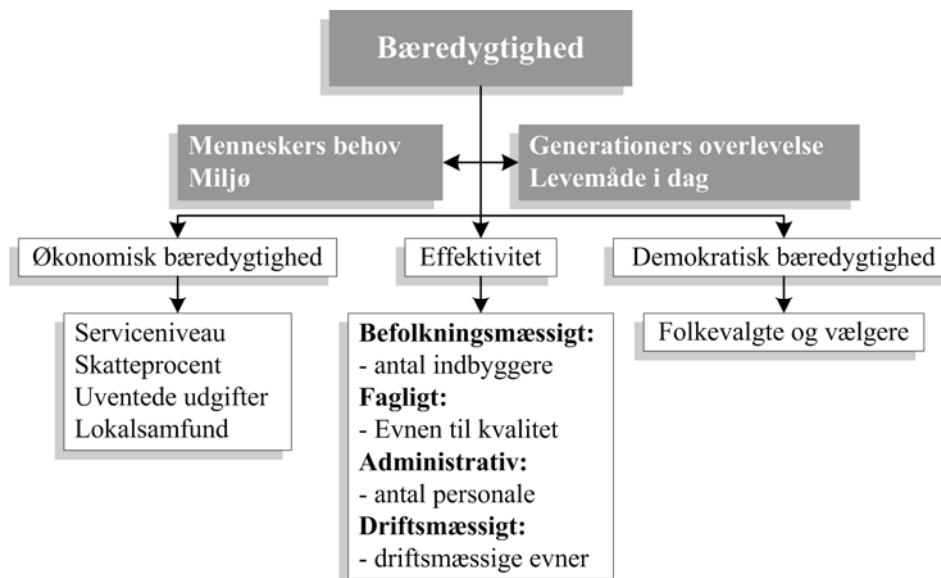 Bæredygtighed
Menneskers behov
Miljø
Generationers overlevelse
Levemåde i dag
Økonomisk bæredygtighed
Effektivitet
Demokratisk bæredygtighed
Serviceniveau
Skatteprocent
Uventede udgifter
Lokalsamfund
Befolkningsmæssigt:
- antal indbyggere
Fagligt:
- Evnen til kvalitet
Administrativ:
- antal personale
Driftsmæssigt:
- driftsmæssige evner
Folkevalgte og vælgere